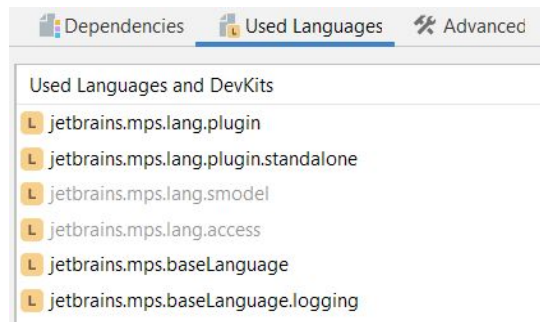 Dependencies Used Languages Advanced
Used Languages and DevKits
L jetbrains.mps.lang.plugin
L jetbrains.mps.lang.plugin.standalone
L jetbrains.mps.lang.smodel
L jetbrains.mps.lang.access
L jetbrains.mps.baseLanguage
L jetbrains.mps.baseLanguage.logging